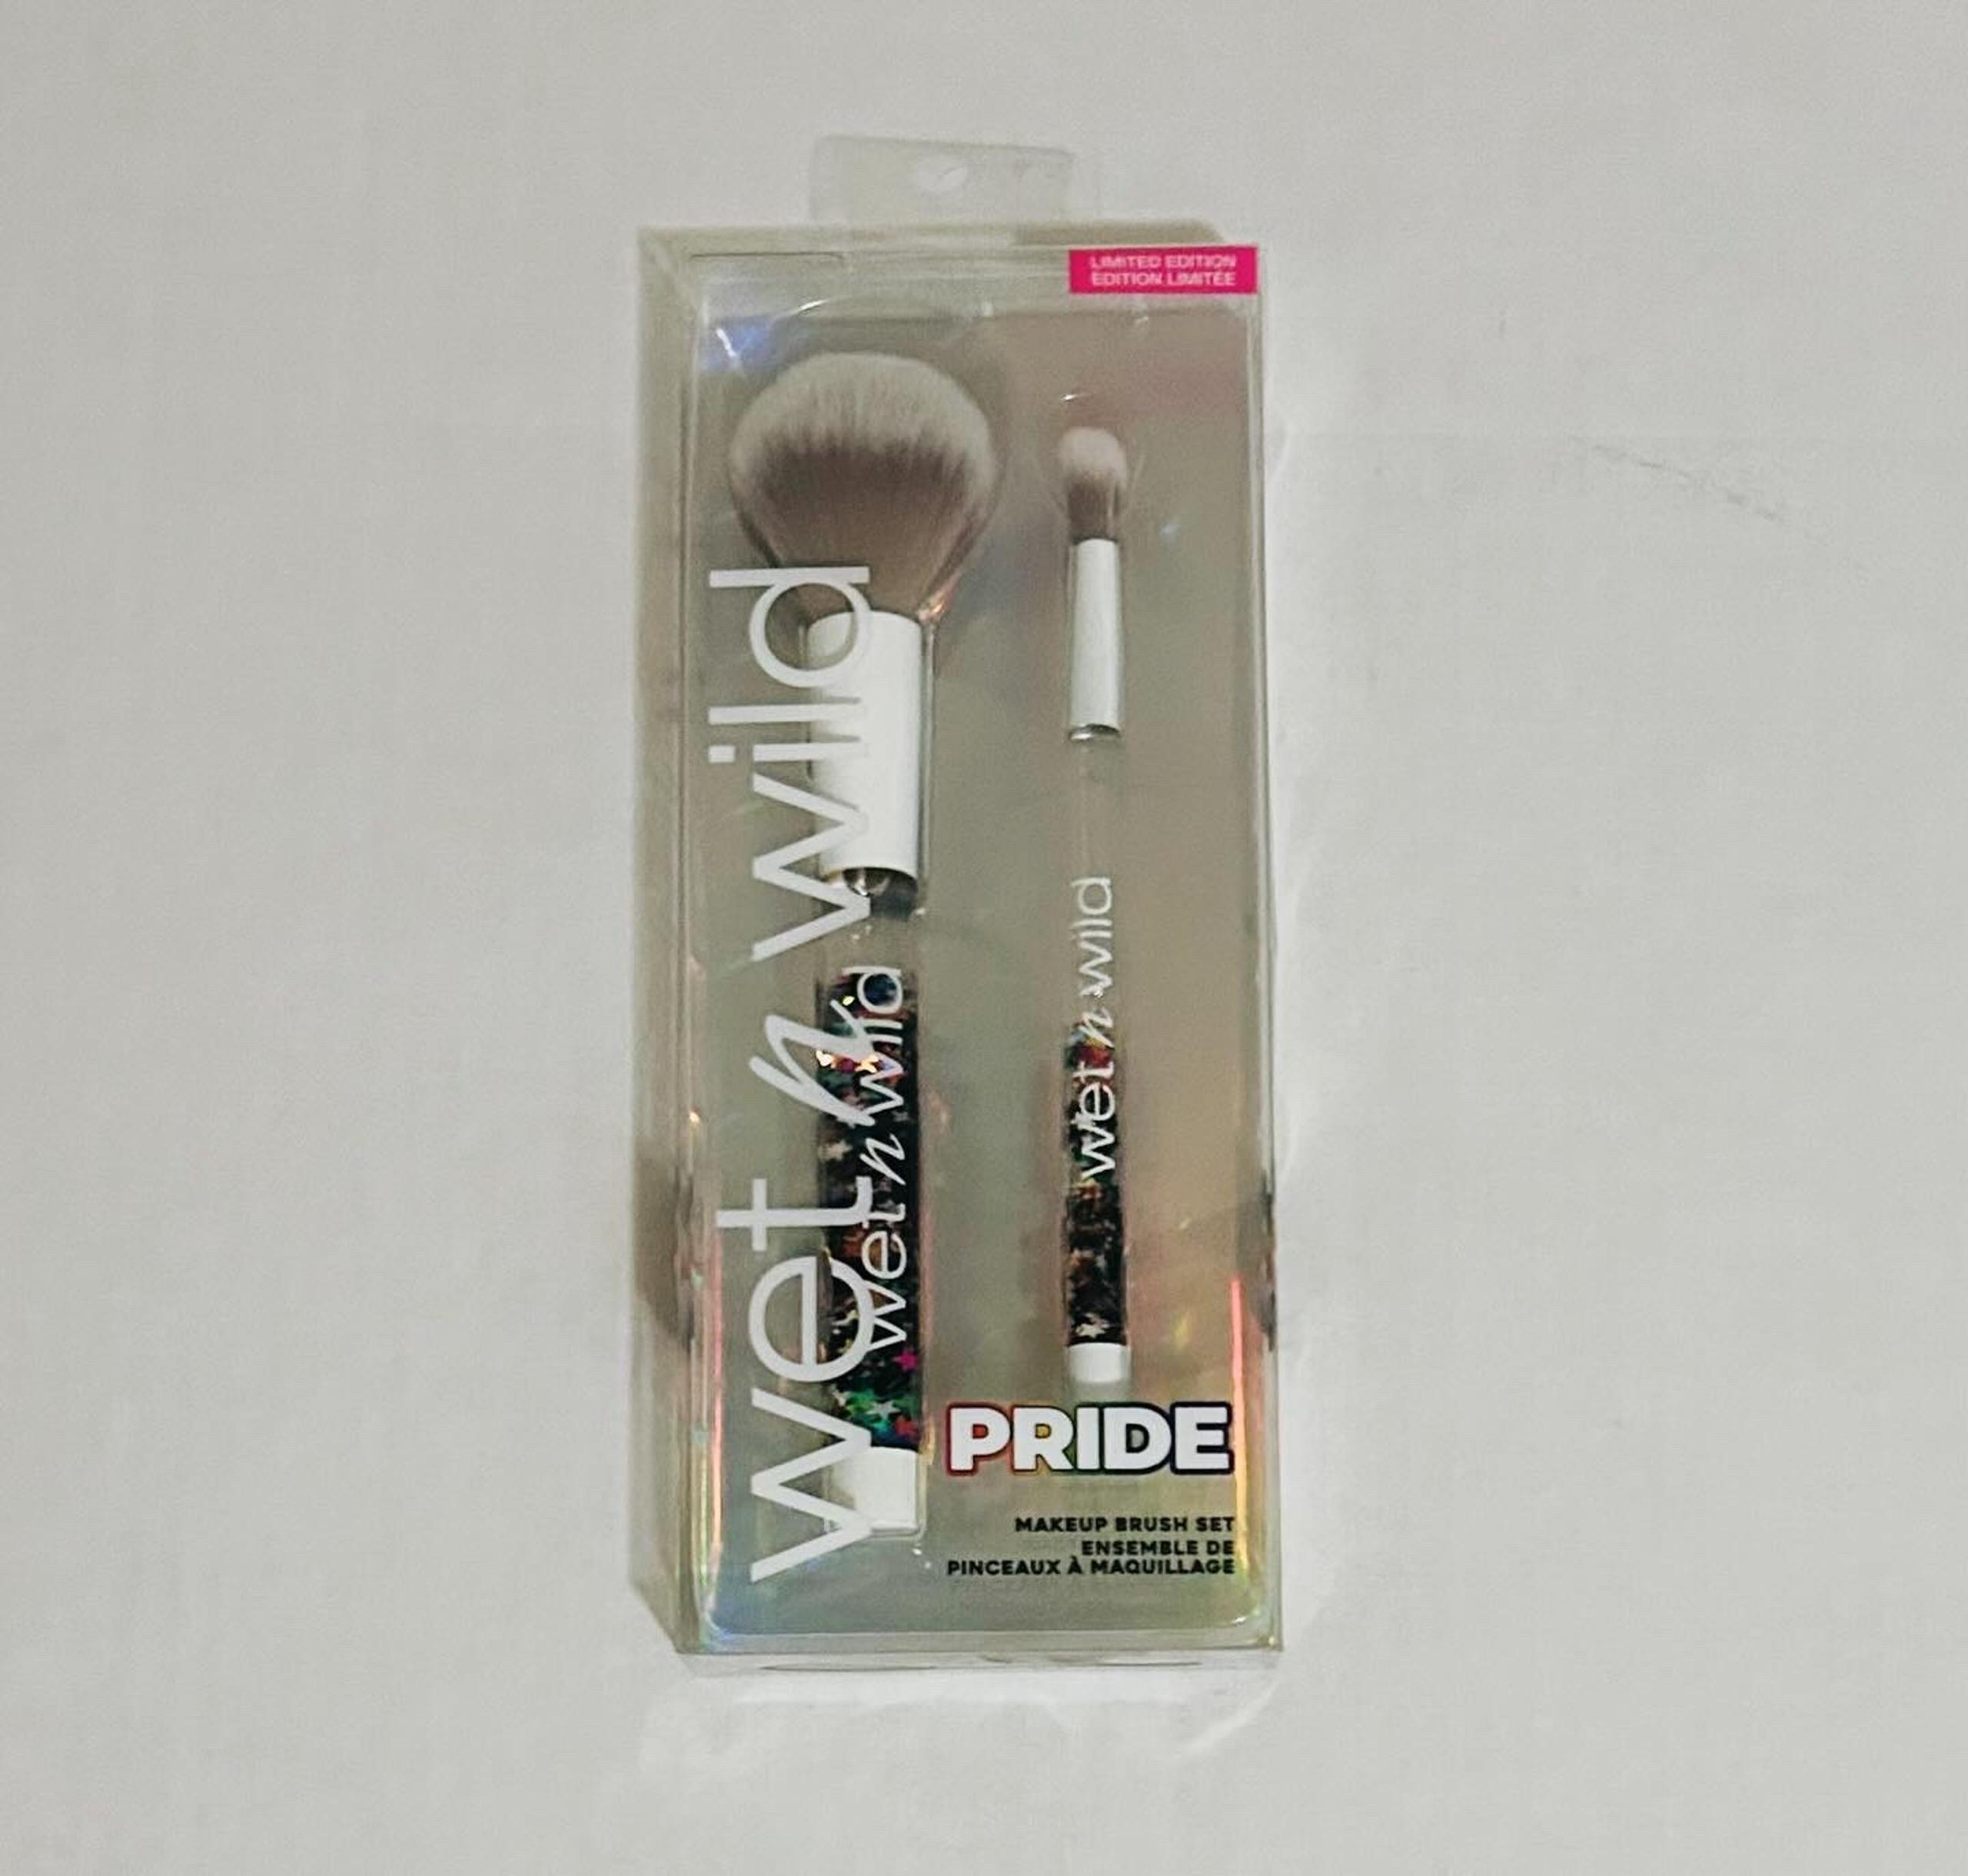 LIMITED EDITION
ÉDITION LIMITÉE
wet n wild
wet n wild
wet n wild
PRIDE
MAKEUP BRUSH SET
ENSEMBLE DE
PINCEAUX À MAQUILLAGE